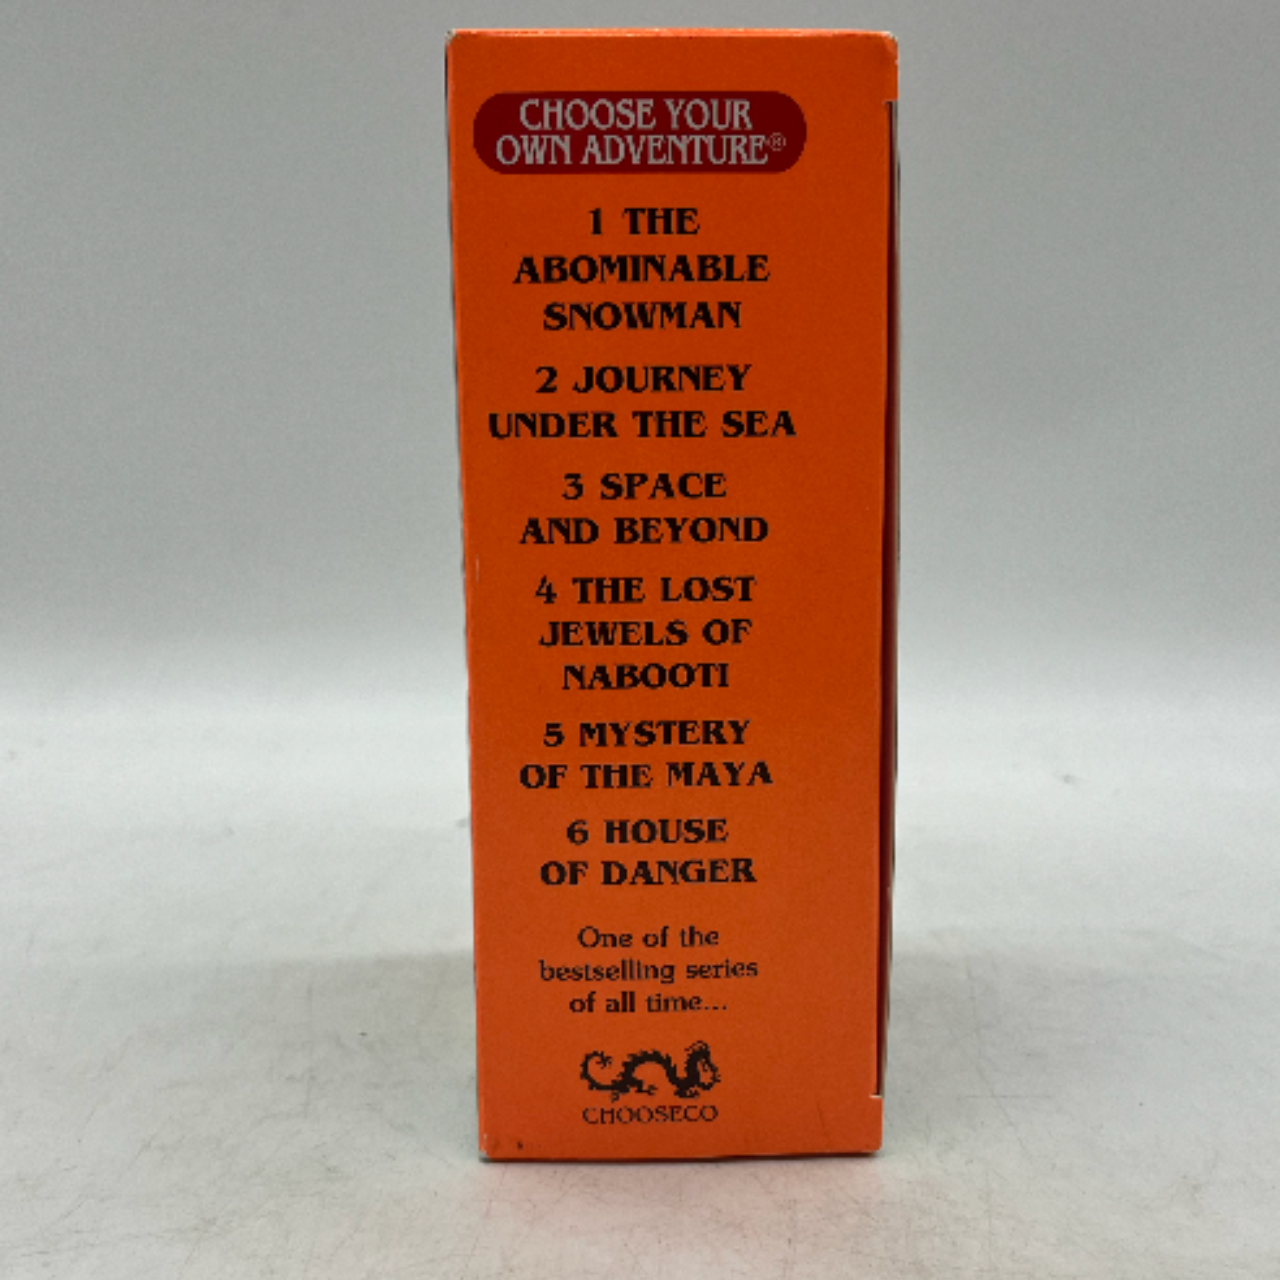 CHOOSE YOUR
OWN ADVENTURE®
1 THE
ABOMINABLE
SNOWMAN
2 JOURNEY
UNDER THE SEA
3 SPACE
AND BEYOND
4 THE LOST
JEWELS OF
NABOOTI
5 MYSTERY
OF THE MAYA
6 HOUSE
OF DANGER
One of the
bestselling series
of all time...
CHOOSECO